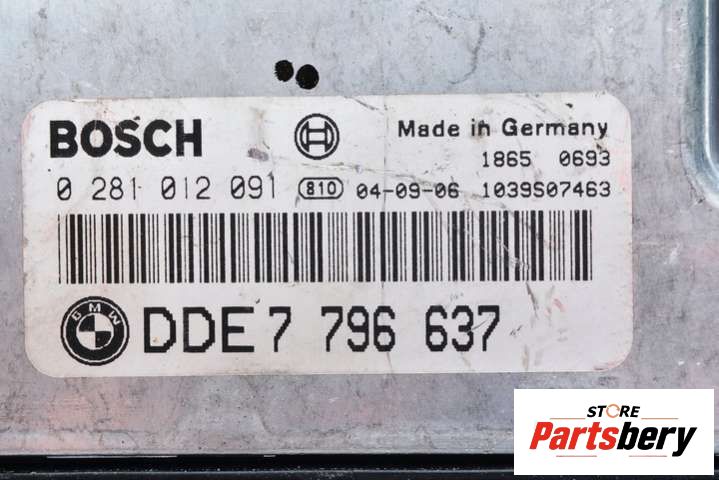 BOSCH
Made in Germany
1865 0693
0 281 012 091 810 04-09-06 1039S07463
BMW
DDE 7 796 637
STORE
Partsbery